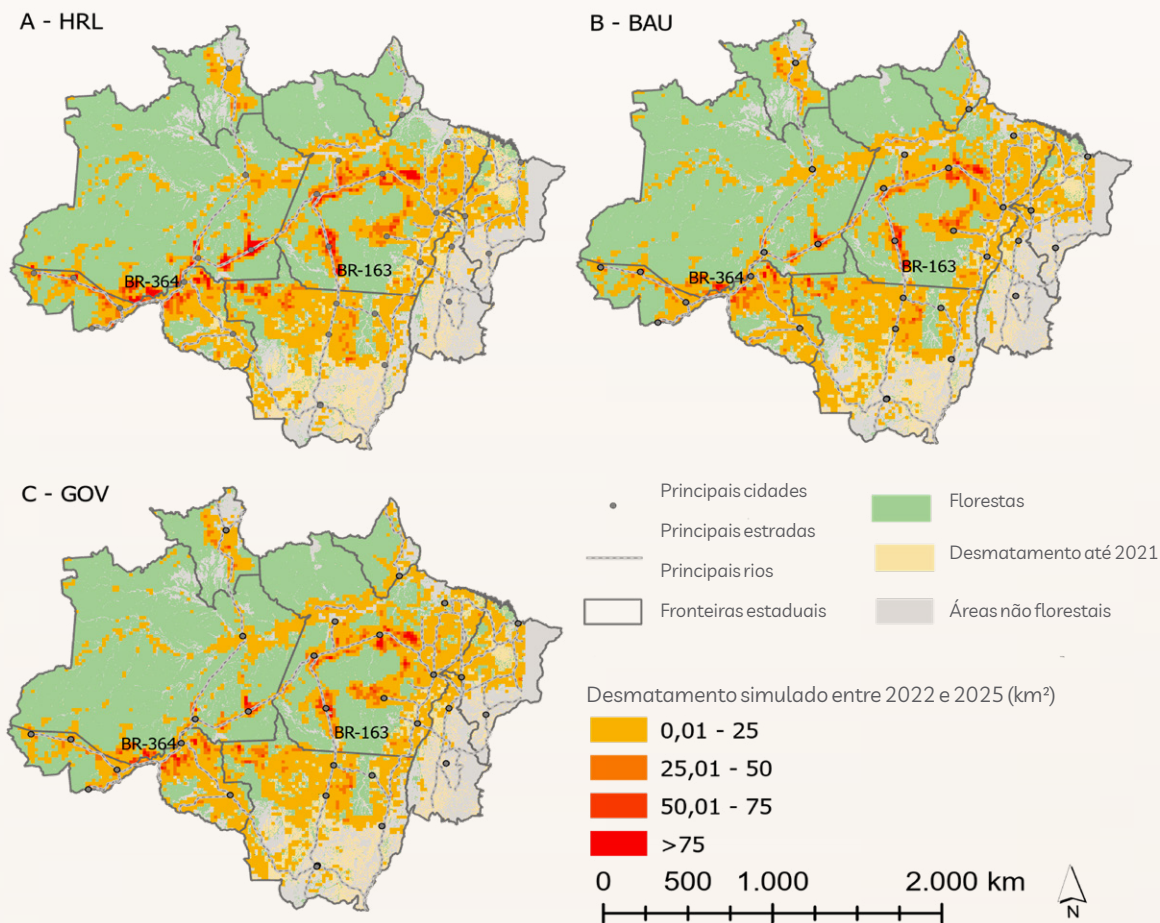 A - HRL
BR-364
BR-163
B - BAU
BR-364
BR-163
C - GOV
BR-364
BR-163
Principais cidades
Principais estradas
Principais rios
Fronteiras estaduais
Florestas
Desmatamento até 2021
Áreas não florestais
Desmatamento simulado entre 2022 e 2025 (km²)
0,01 - 25
25,01 - 50
50,01 - 75
>75
0 500 1.000 2.000 km
N